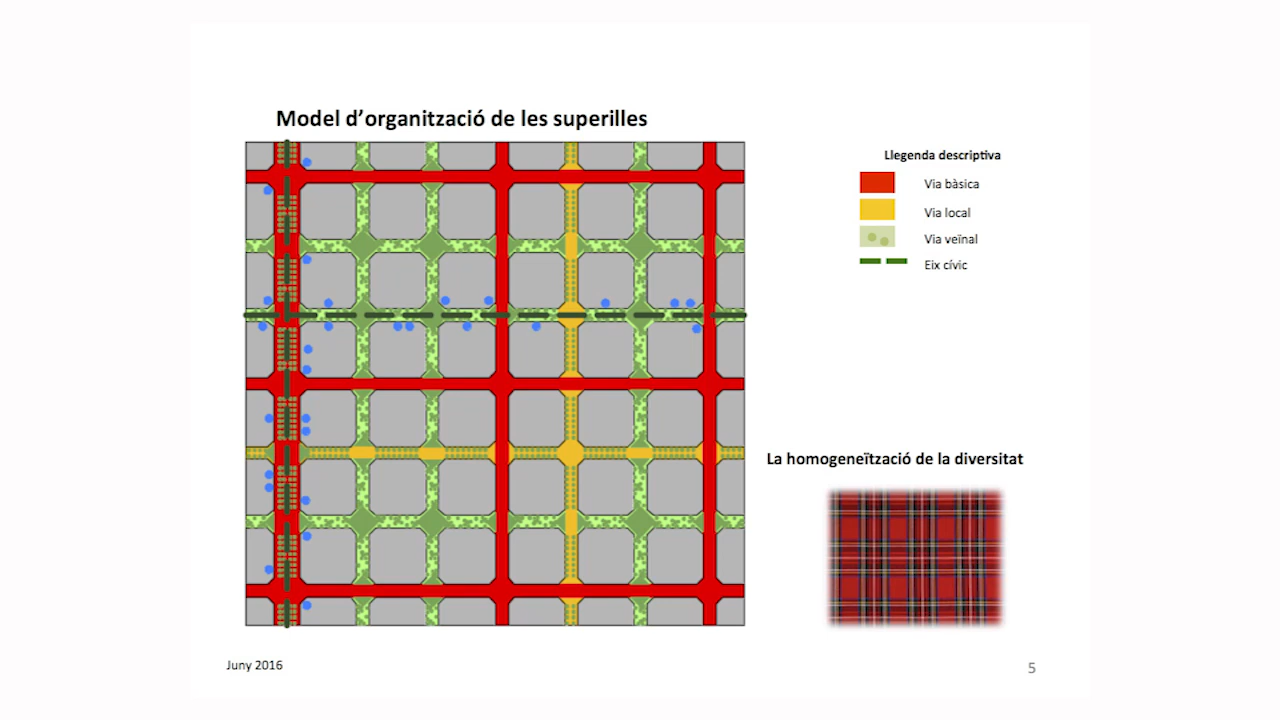 Model d’organització de les superilles
Llegenda descriptiva
Via bàsica
Via local
Via veïnal
Eix cívic
La homogeneïtzació de la diversitat
Juny 2016
5